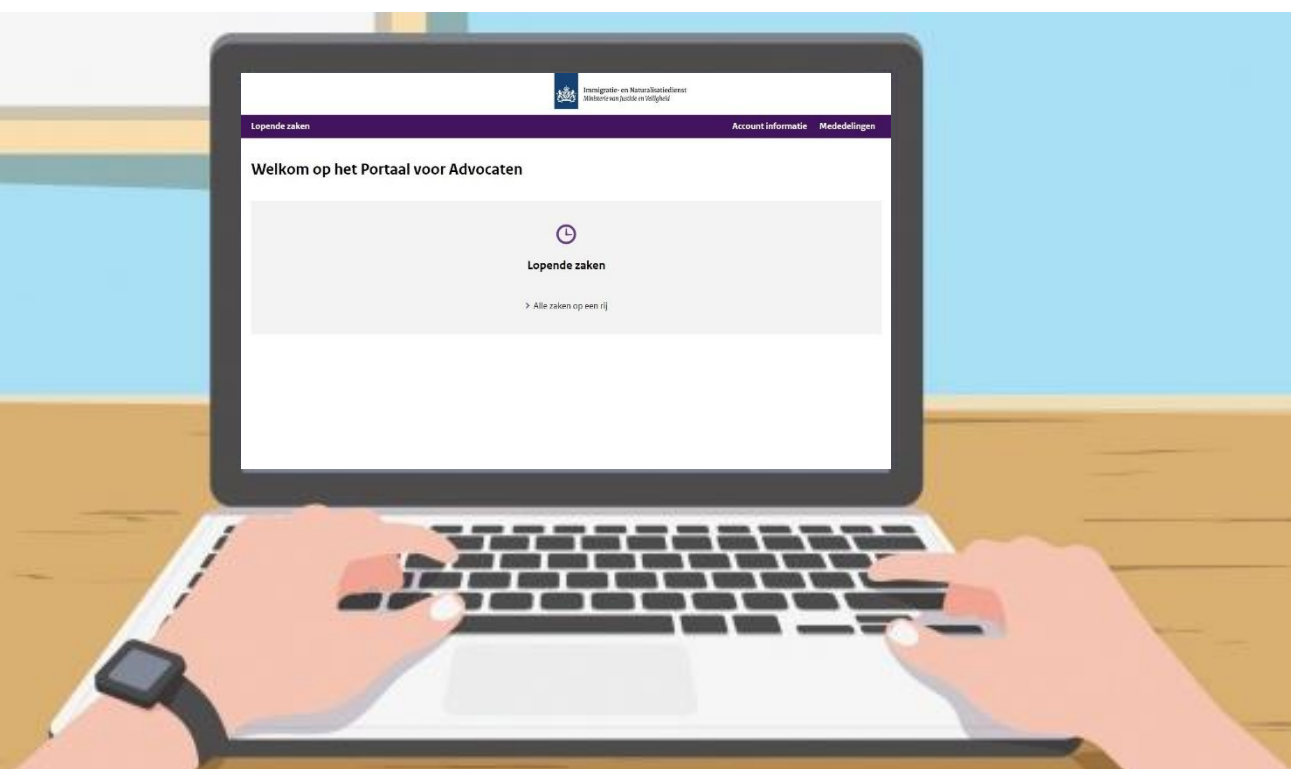 Immigratie- en Naturalisatiedienst
Ministerie van Justitie en Veiligheid
Lopende zaken Account informatie Mededelingen
Welkom op het Portaal voor Advocaten
Lopende zaken
> Alle zaken op een rij